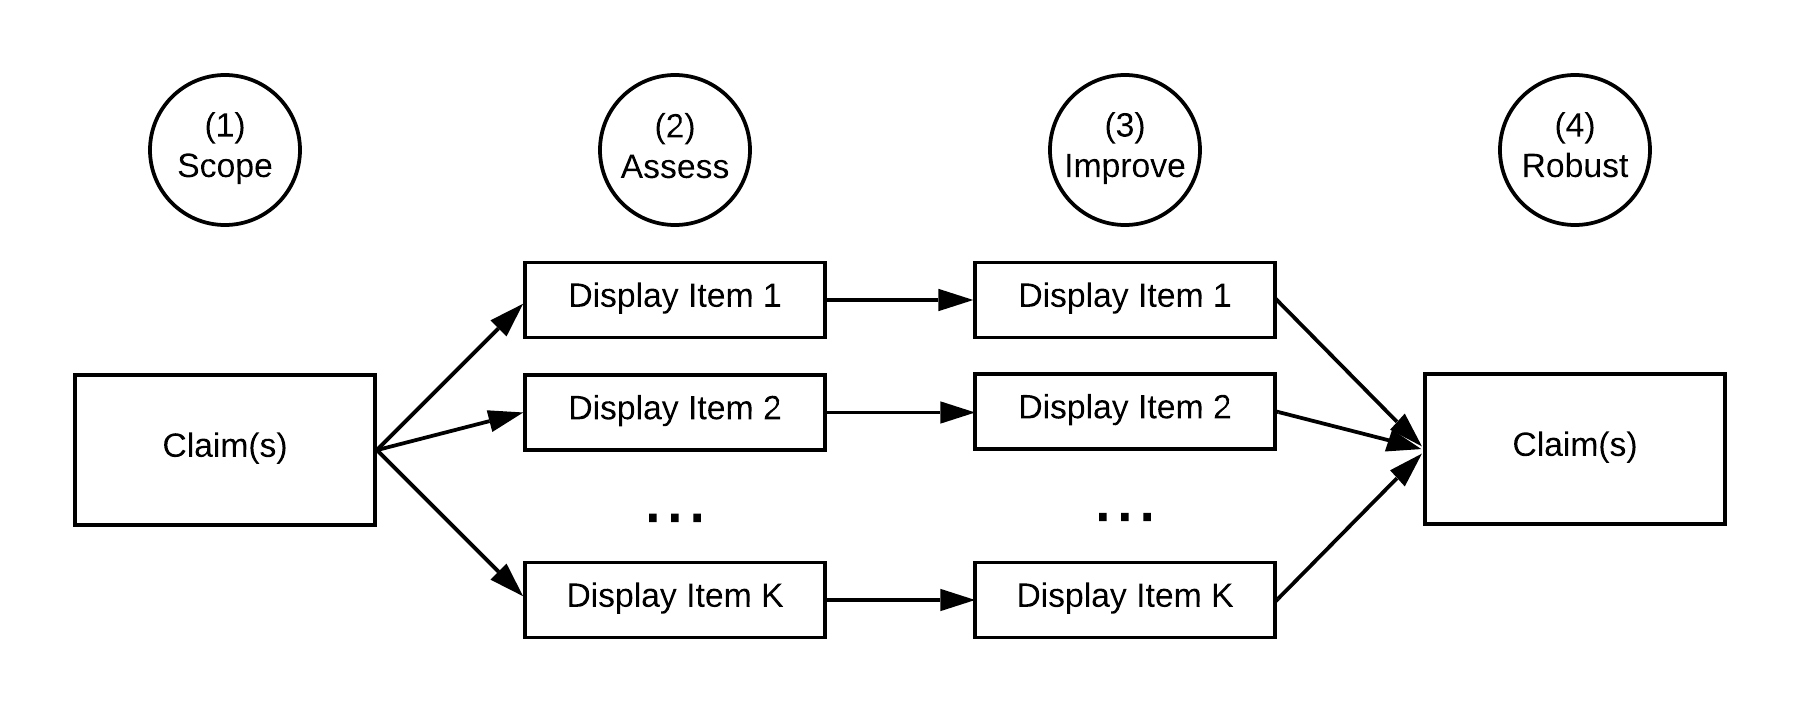 (1)
Scope
(2)
Assess
(3)
Improve
(4)
Robust
Claim(s)
Display Item 1
Display Item 2
...
Display Item K
Display Item 1
Display Item 2
...
Display Item K
Claim(s)